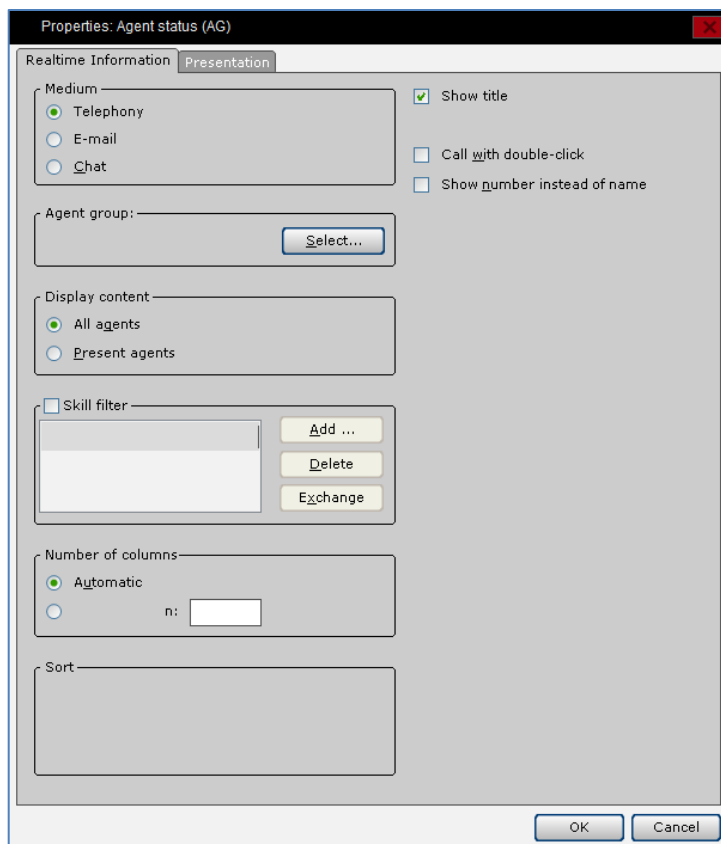 Properties: Agent status (AG)
Realtime Information
Presentation
Medium
Telephony
E-mail
Chat
Show title
Call with double-click
Show number instead of name
Agent group:
Select...
Display content
All agents
Present agents
Skill filter
Add ...
Delete
Exchange
Number of columns
Automatic
n:
Sort
OK
Cancel